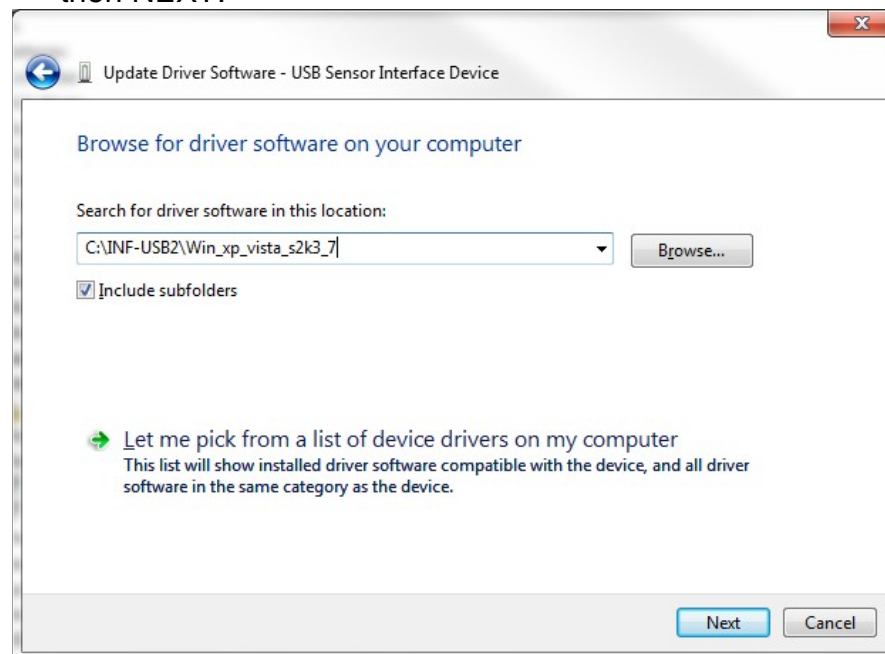 then NEXT.
Update Driver Software - USB Sensor Interface Device
Browse for driver software on your computer
Search for driver software in this location:
C:\INF-USB2\Win_xp_vista_s2k3_7
Browse...
Include subfolders
Let me pick from a list of device drivers on my computer
This list will show installed driver software compatible with the device, and all driver
software in the same category as the device.
Next
Cancel